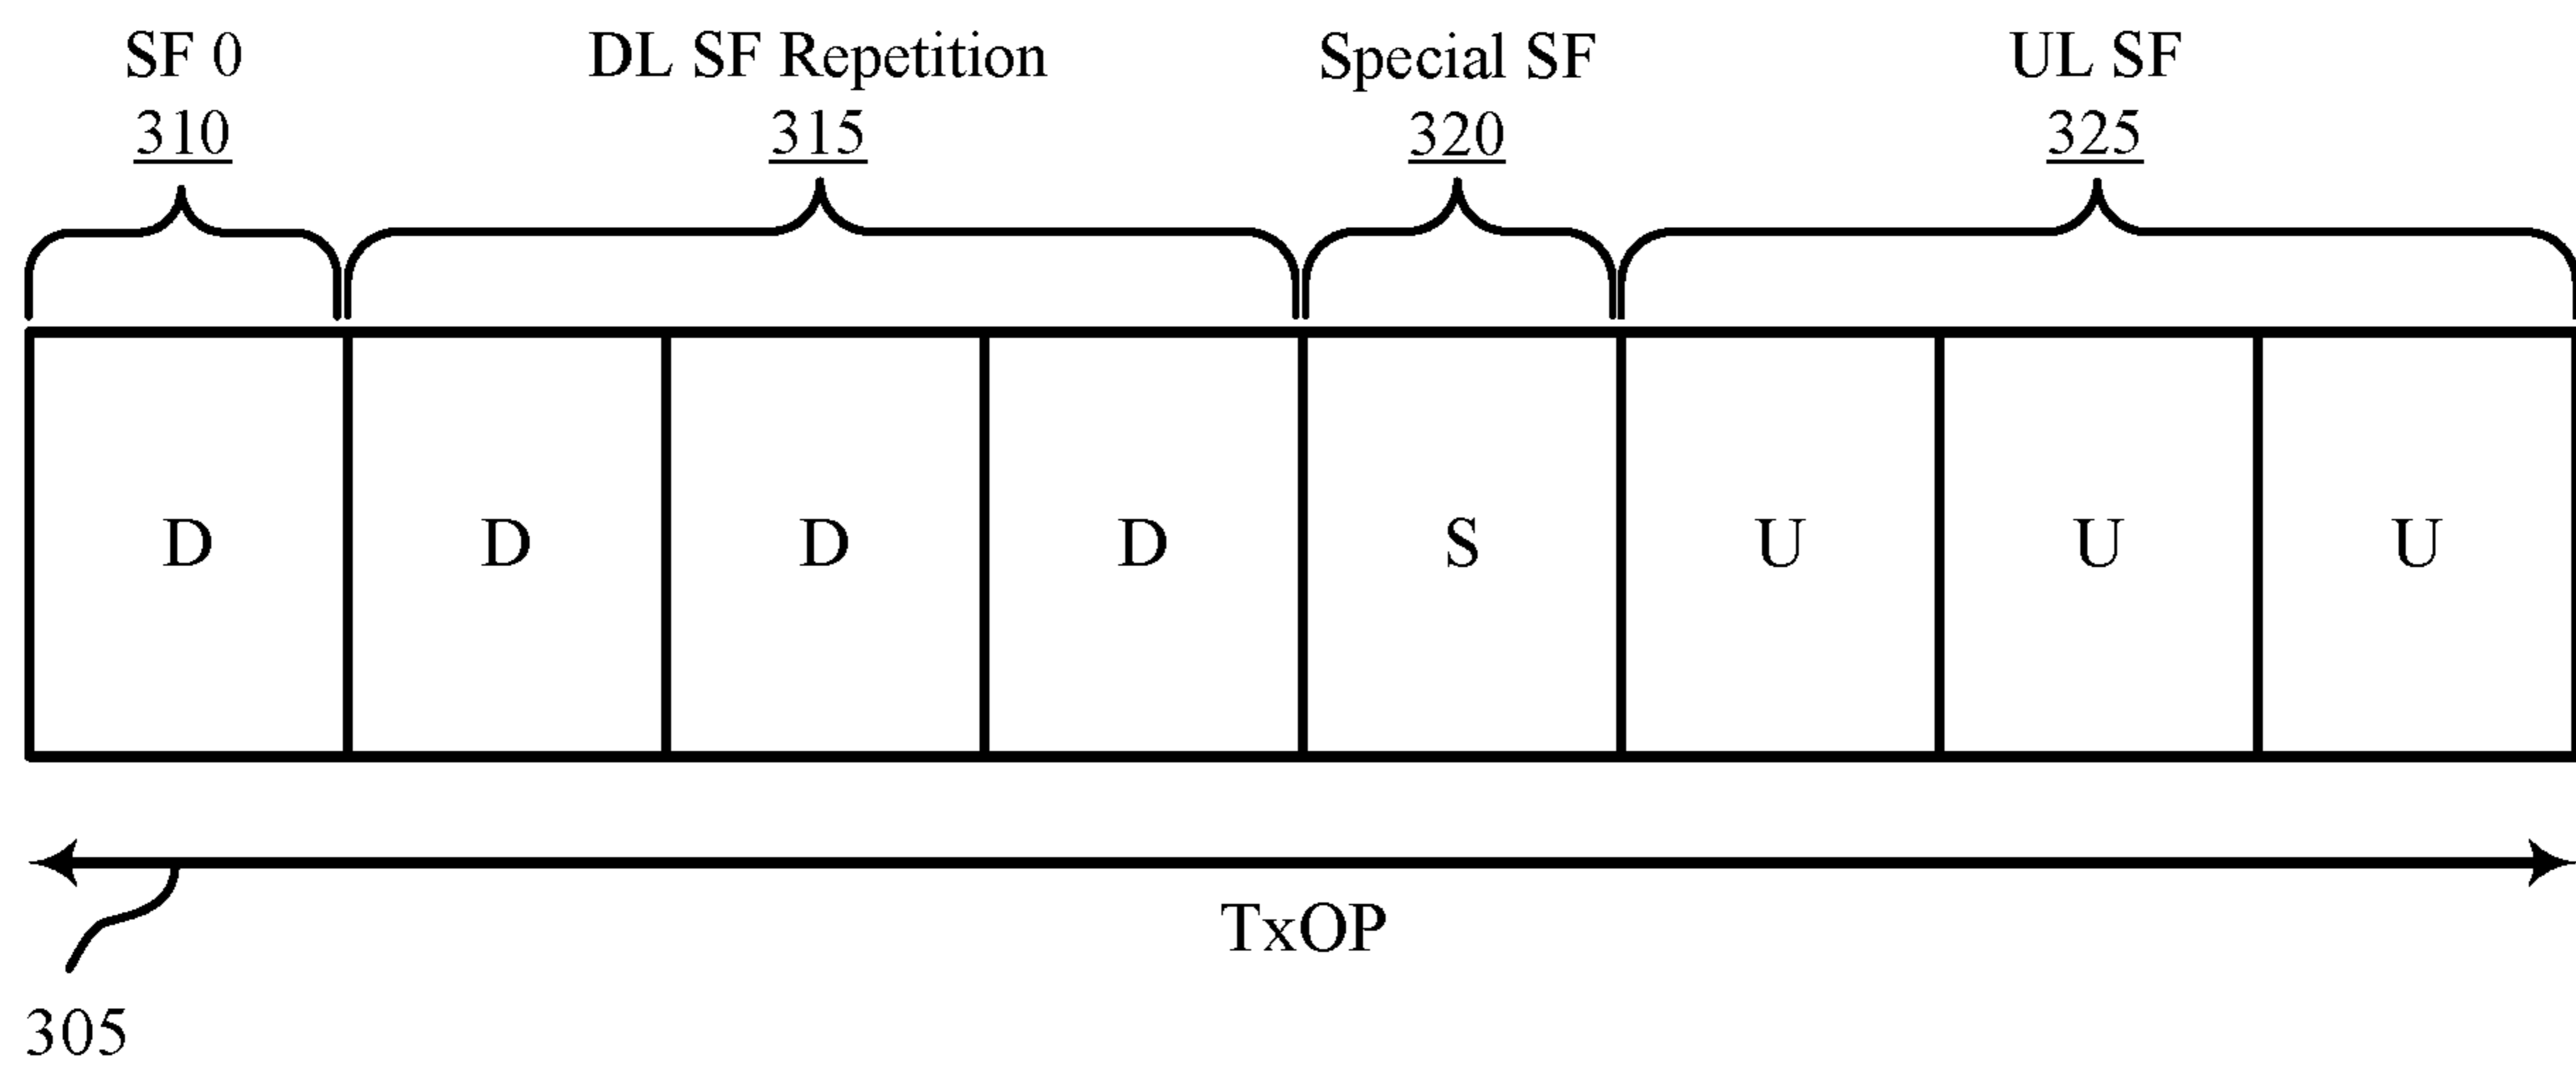 SF 0 DL SF Repetition Special SF UL SF
310 315 320 325
D D D D S U U U
TxOP
305